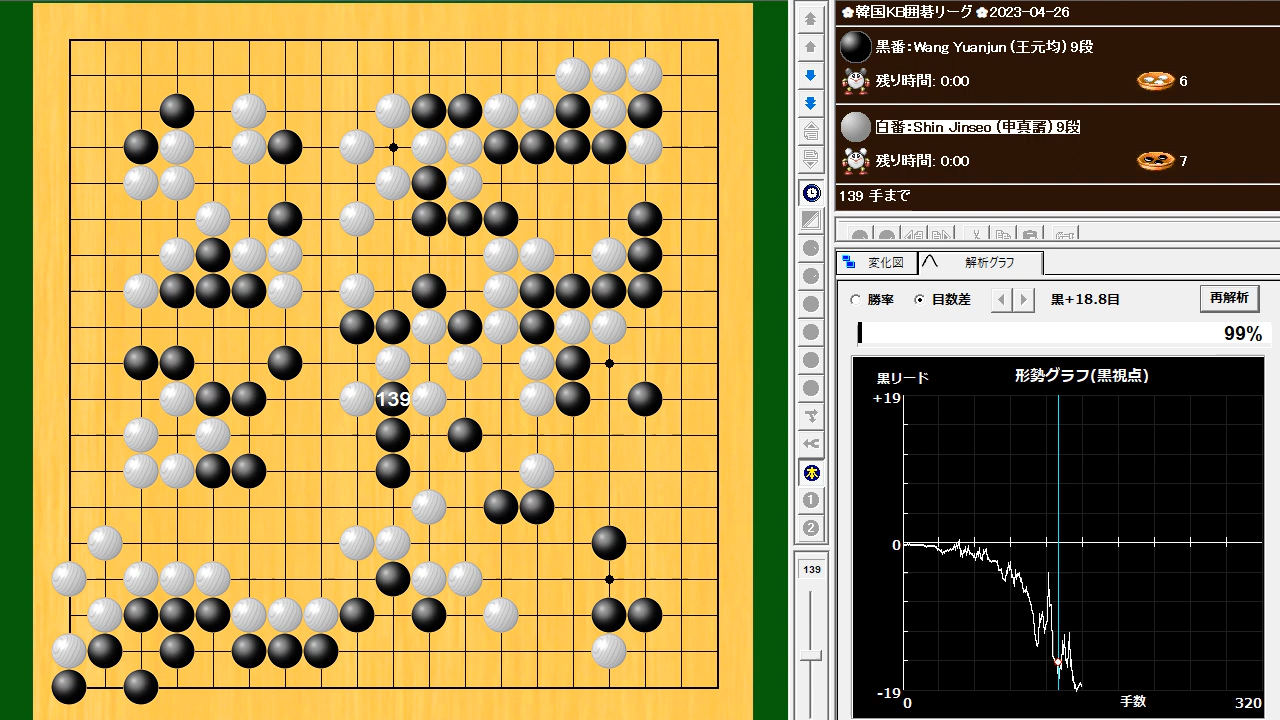 139
✿韓国KB囲碁リーグ✿2023-04-26
黒番:Wang Yuanjun (王元均) 9段
残り時間: 0:00
6
白番:Shin Jinseo (申真諝) 9段
残り時間: 0:00
7
139 手まで
変化図
解析グラフ
勝率
目数差
黒+18.8目
再解析
99%
黒リード
形勢グラフ(黒視点)
+19
0
-19
0
手数
320
1
2
139